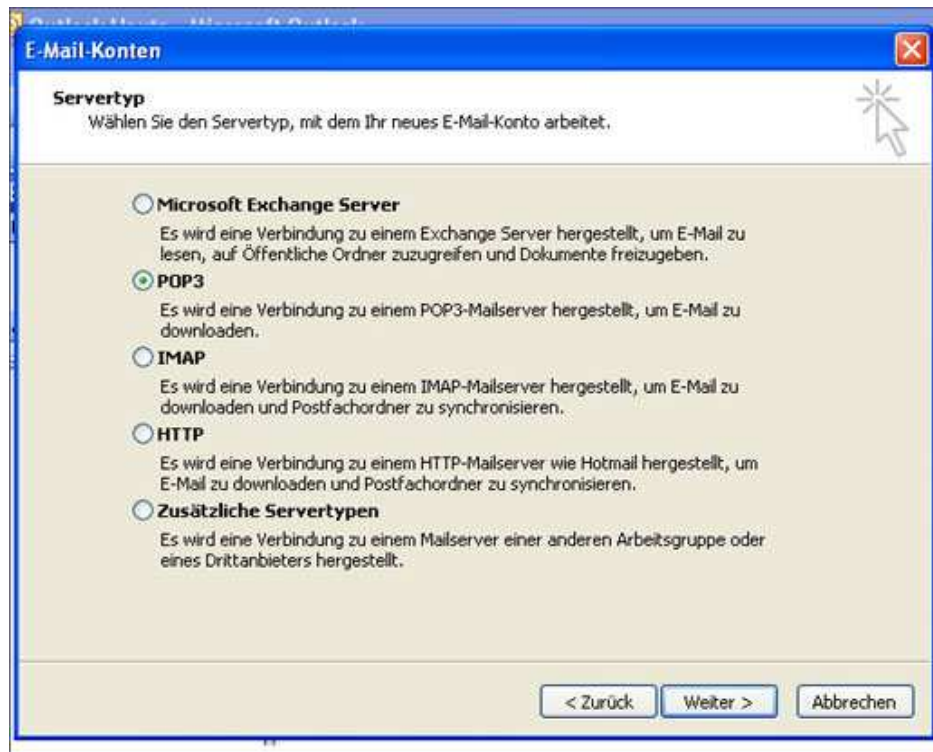 Outlook Heute - Microsoft Outlook
E-Mail-Konten
Servertyp
Wählen Sie den Servertyp, mit dem Ihr neues E-Mail-Konto arbeitet.
Microsoft Exchange Server
Es wird eine Verbindung zu einem Exchange Server hergestellt, um E-Mail zu
lesen, auf Öffentliche Ordner zuzugreifen und Dokumente freizugeben.
POP3
Es wird eine Verbindung zu einem POP3-Mailserver hergestellt, um E-Mail zu
downloaden.
IMAP
Es wird eine Verbindung zu einem IMAP-Mailserver hergestellt, um E-Mail zu
downloaden und Postfachordner zu synchronisieren.
HTTP
Es wird eine Verbindung zu einem HTTP-Mailserver wie Hotmail hergestellt, um
E-Mail zu downloaden und Postfachordner zu synchronisieren.
Zusätzliche Servertypen
Es wird eine Verbindung zu einem Mailserver einer anderen Arbeitsgruppe oder
eines Drittanbieters hergestellt.
< Zurück Weiter > Abbrechen